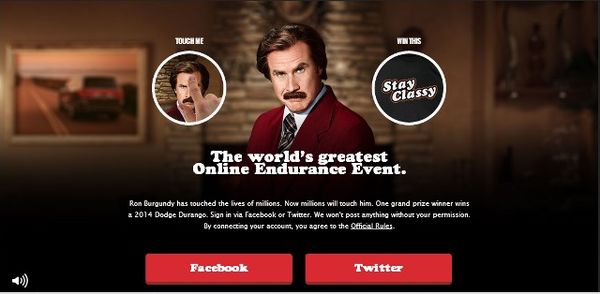 TOUCH ME
WIN THIS
Stay
Classy
The world's greatest
Online Endurance Event.
Ron Burgundy has touched the lives of millions. Now millions will touch him. One grand prize winner wins
a 2014 Dodge Durango. Sign in via Facebook or Twitter. We won't post anything without your permission.
By connecting your account, you agree to the Official Rules.
Facebook
Twitter